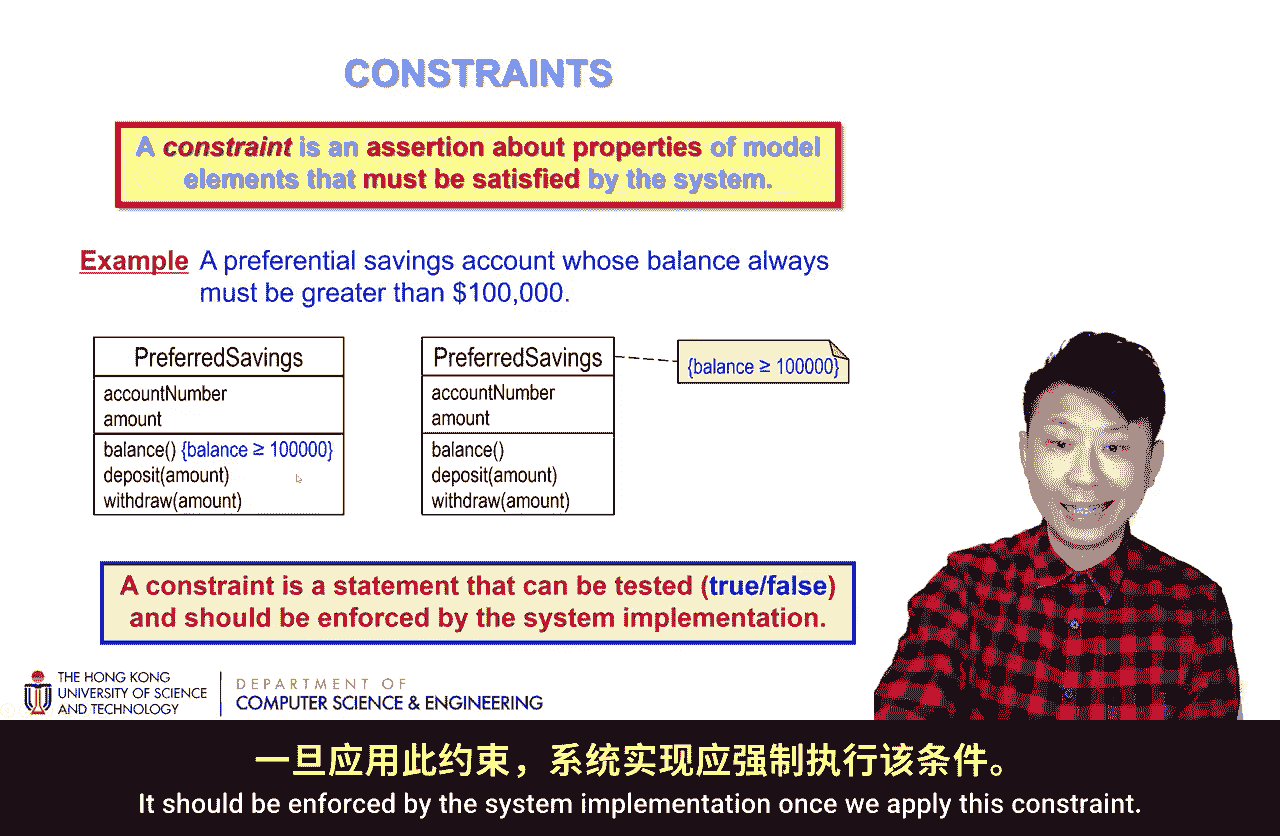 CONSTRAINTS
A constraint is an assertion about properties of model
elements that must be satisfied by the system.
Example A preferential savings account whose balance always
must be greater than $100,000.
PreferredSavings
accountNumber
amount
balance() {balance ≥ 100000}
deposit(amount)
withdraw(amount)
PreferredSavings
accountNumber
amount
balance()
deposit(amount)
withdraw(amount)
{balance ≥ 100000}
A constraint is a statement that can be tested (true/false)
and should be enforced by the system implementation.
THE HONG KONG
UNIVERSITY OF SCIENCE
AND TECHNOLOGY
DEPARTMENT OF
COMPUTER SCIENCE & ENGINEERING
一旦应用此约束，系统实现应强制执行该条件。
It should be enforced by the system implementation once we apply this constraint.